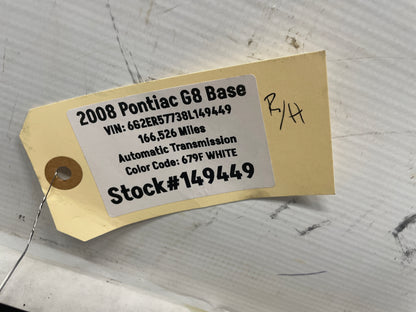 2008 Pontiac G8 Base
VIN: 6G2ER57738L149449
166,526 Miles
Automatic Transmission
Color Code: 679F WHITE
Stock#149449
R/H